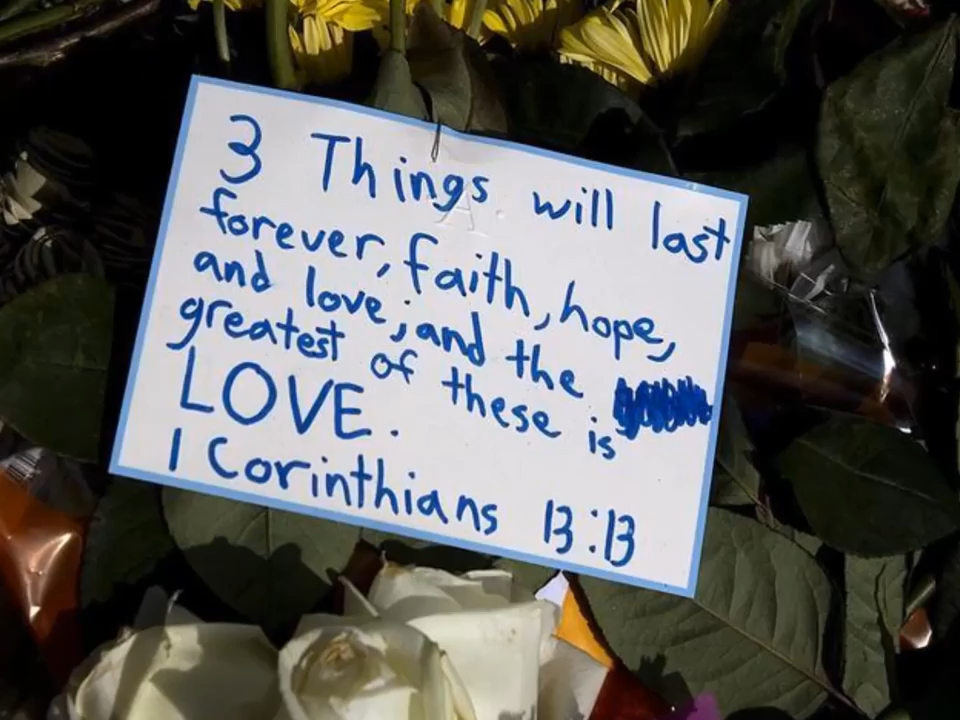 3 Things will last
forever, faith, hope,
and love; and the
greatest of these is
LOVE.
1 Corinthians 13:13